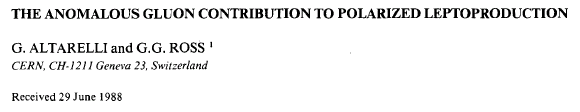 THE ANOMALOUS GLUON CONTRIBUTION TO POLARIZED LEPTOPRODUCTION
G. ALTARELLI and G.G. ROSS ¹
CERN, CH-1211 Geneva 23, Switzerland
Received 29 June 1988